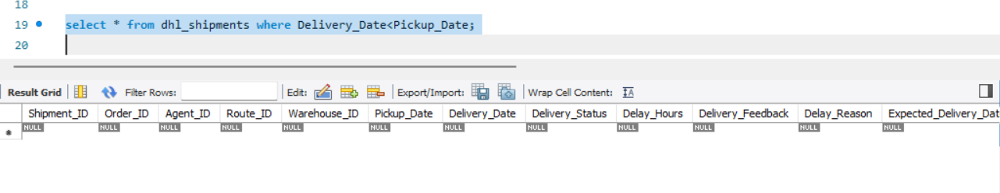 18
19 select * from dhl_shipments where Delivery_Date<Pickup_Date;
20
Result Grid Filter Rows: Edit: Export/Import: Wrap Cell Content: IA
Shipment_ID Order_ID Agent_ID Route_ID Warehouse_ID Pickup_Date Delivery_Date Delivery_Status Delay_Hours Delivery_Feedback Delay_Reason Expected_Delivery_Dat
NULL NULL NULL NULL NULL NULL NULL NULL NULL NULL NULL NULL